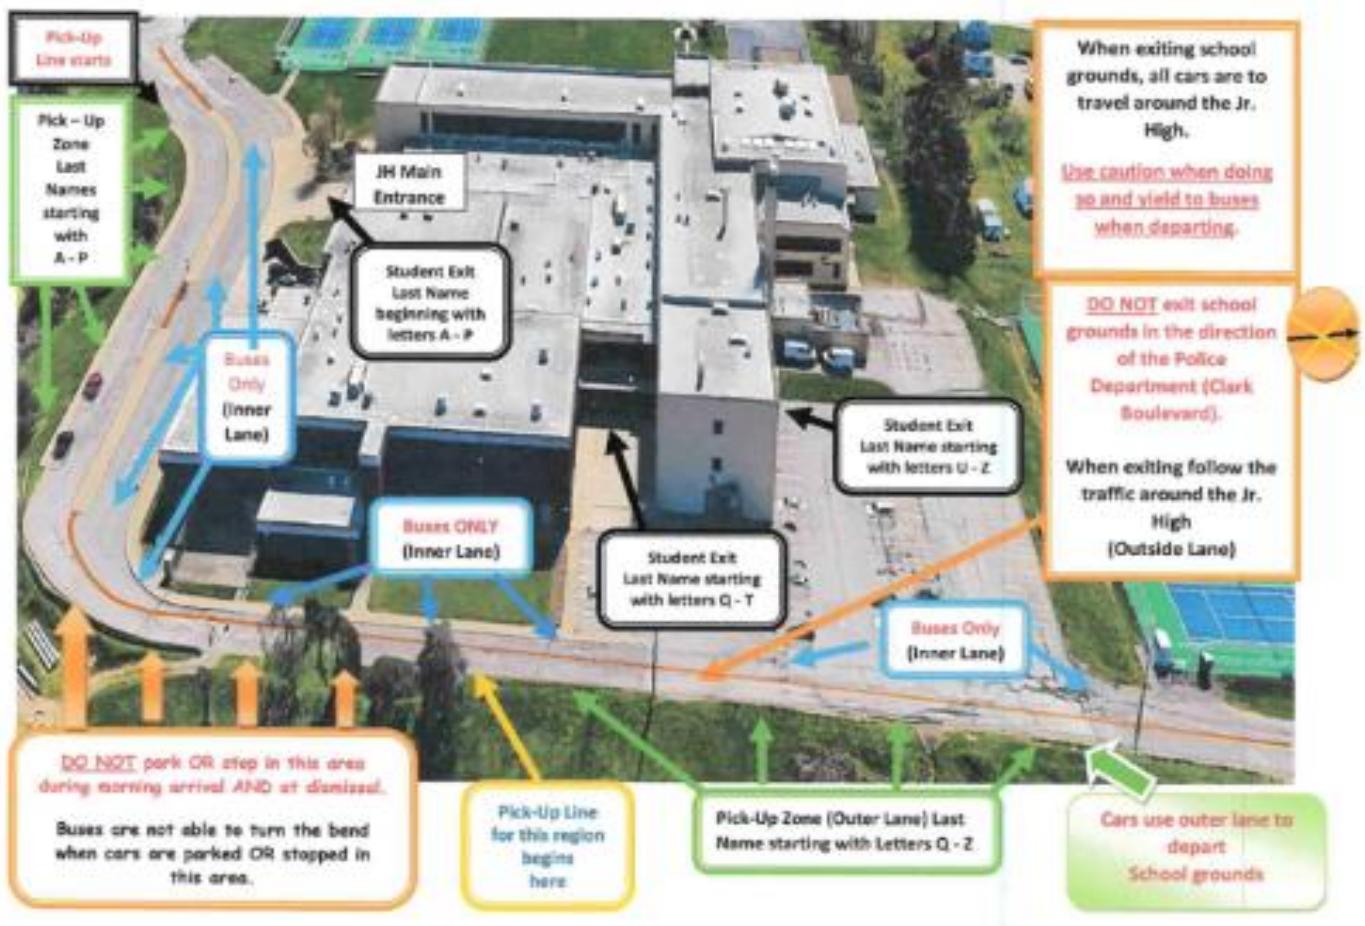 Pick-Up
Line starts
Pick – Up
Zone
Last
Names
starting
with
A - P
JH Main
Entrance
Student Exit
Last Name
beginning with
letters A - P
Buses
Only
(Inner
Lane)
Buses ONLY
(Inner Lane)
Student Exit
Last Name starting
with letters Q - T
Student Exit
Last Name starting
with letters U - Z
Buses Only
(Inner Lane)
When exiting school
grounds, all cars are to
travel around the Jr.
High.
Use caution when doing
so and yield to buses
when departing.
DO NOT exit school
grounds in the direction
of the Police
Department (Clark
Boulevard).
When exiting follow the
traffic around the Jr.
High
(Outside Lane)
DO NOT park OR stop in this area
during morning arrival AND at dismissal.
Buses are not able to turn the bend
when cars are parked OR stopped in
this area.
Pick-Up Line
for this region
begins
here
Pick-Up Zone (Outer Lane) Last
Name starting with Letters Q - Z
Cars use outer lane to
depart
School grounds